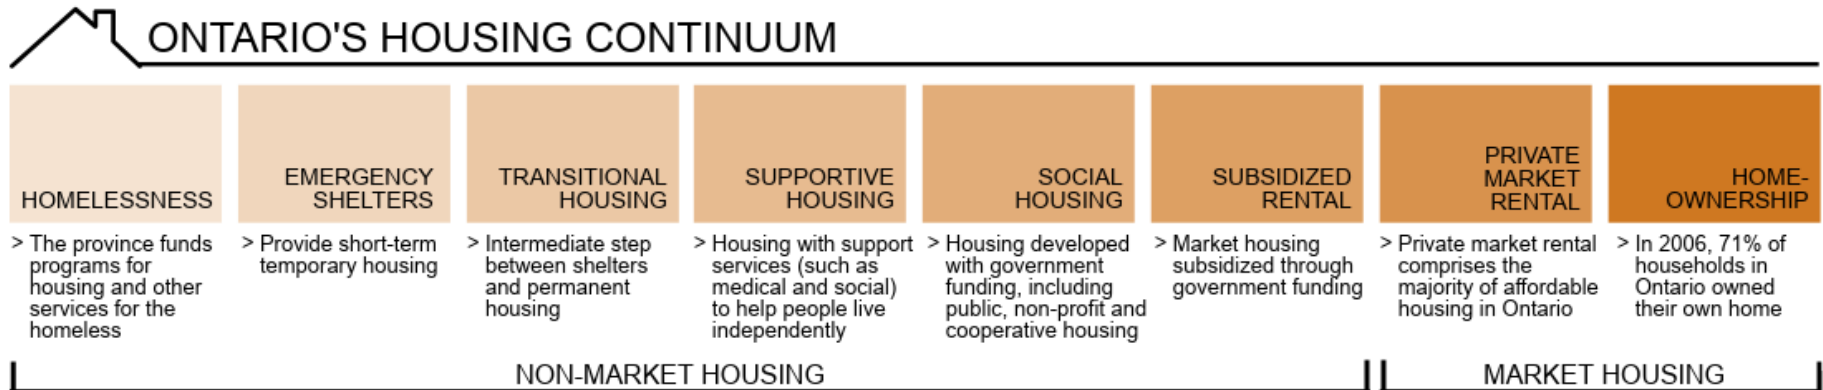 ONTARIO'S HOUSING CONTINUUM
HOMELESSNESS
> The province funds
programs for
housing and other
services for the
homeless
EMERGENCY
SHELTERS
> Provide short-term
temporary housing
TRANSITIONAL
HOUSING
> Intermediate step
between shelters
and permanent
housing
SUPPORTIVE
HOUSING
> Housing with support
services (such as
medical and social)
to help people live
independently
SOCIAL
HOUSING
> Housing developed
with government
funding, including
public, non-profit and
cooperative housing
SUBSIDIZED
RENTAL
> Market housing
subsidized through
government funding
PRIVATE
MARKET
RENTAL
> Private market rental
comprises the
majority of affordable
housing in Ontario
HOME-
OWNERSHIP
> In 2006, 71% of
households in
Ontario owned
their own home
NON-MARKET HOUSING
MARKET HOUSING